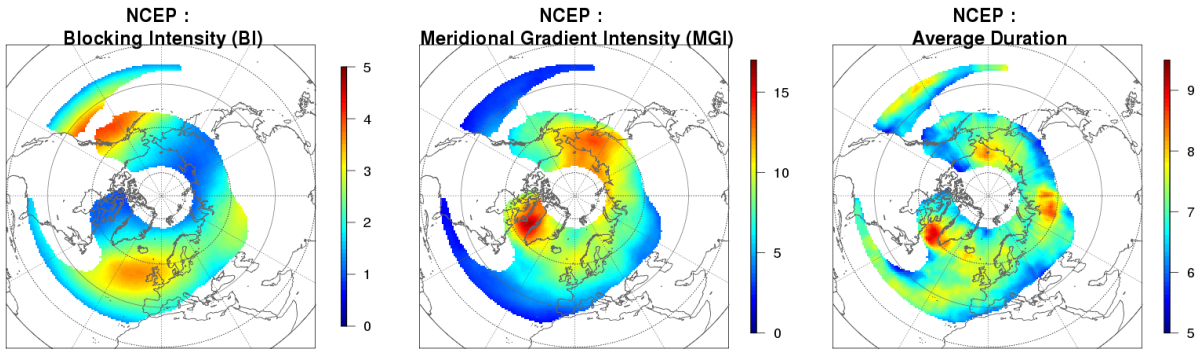 NCEP :
Blocking Intensity (BI)
5
4
3
2
1
0
NCEP :
Meridional Gradient Intensity (MGI)
15
10
5
0
NCEP :
Average Duration
9
8
7
6
5